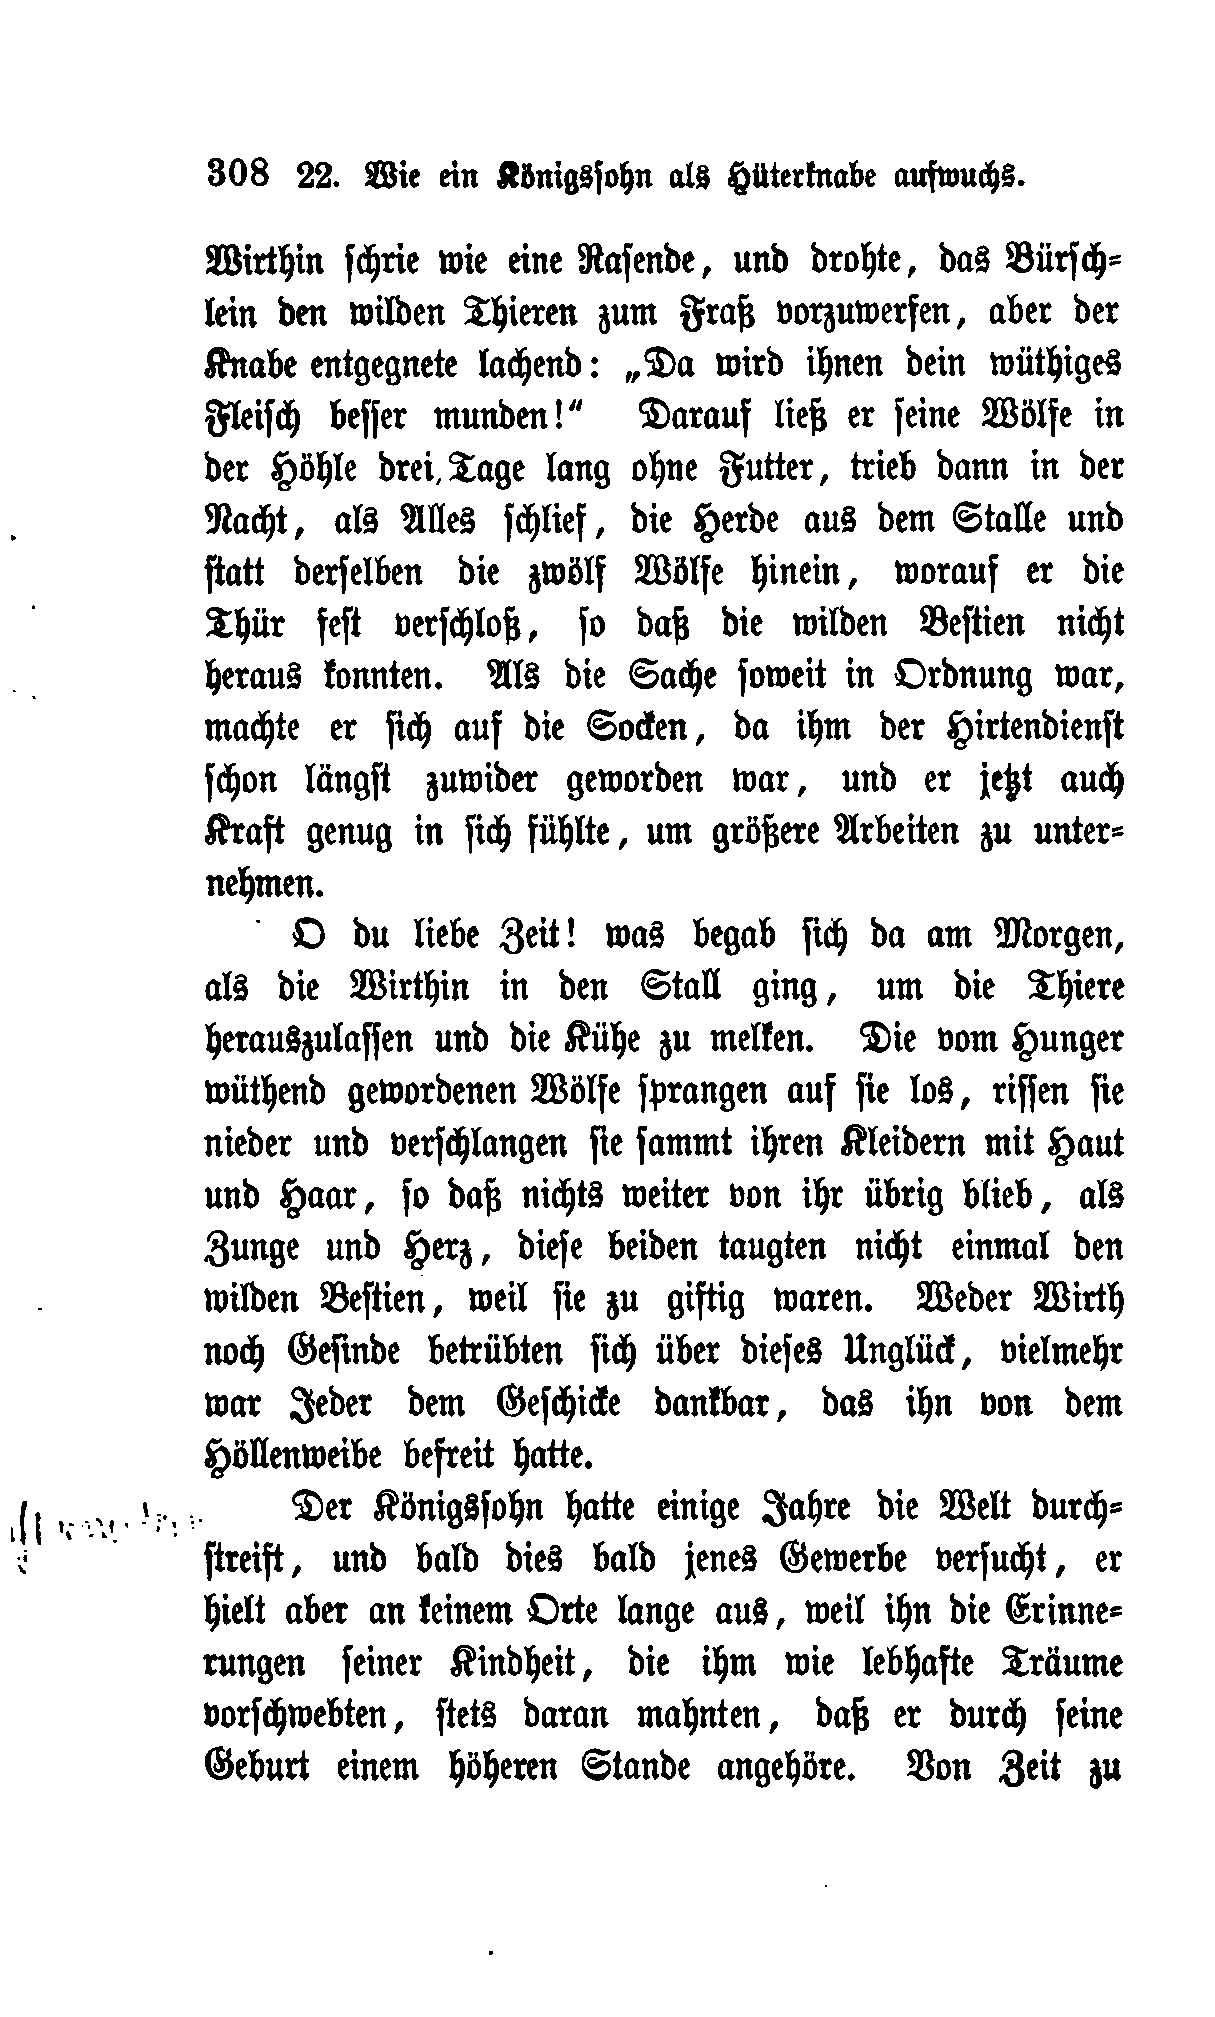 308 22. Wie ein Königssohn als Hüterknabe aufwuchs.
Wirthin schrie wie eine Rasende, und drohte, das Bürsch-
lein den wilden Thieren zum Fraß vorzuwerfen, aber der
Knabe entgegnete lachend: „Da wird ihnen dein wüthiges
Fleisch besser munden!“ Darauf ließ er seine Wölfe in
der Höhle drei Tage lang ohne Futter, trieb dann in der
Nacht, als Alles schlief, die Herde aus dem Stalle und
statt derselben die zwölf Wölfe hinein, worauf er die
Thür fest verschloß, so daß die wilden Bestien nicht
heraus konnten. Als die Sache soweit in Ordnung war,
machte er sich auf die Socken, da ihm der Hirtendienst
schon längst zuwider geworden war, und er jetzt auch
Kraft genug in sich fühlte, um größere Arbeiten zu unter-
nehmen.
O du liebe Zeit! was begab sich da am Morgen,
als die Wirthin in den Stall ging, um die Thiere
herauszulassen und die Kühe zu melken. Die vom Hunger
wüthend gewordenen Wölfe sprangen auf sie los, rissen sie
nieder und verschlangen sie sammt ihren Kleidern mit Haut
und Haar, so daß nichts weiter von ihr übrig blieb, als
Zunge und Herz, diese beiden taugten nicht einmal den
wilden Bestien, weil sie zu giftig waren. Weder Wirth
noch Gesinde betrübten sich über dieses Unglück, vielmehr
war Jeder dem Geschicke dankbar, das ihn von dem
Höllenweibe befreit hatte.
Der Königssohn hatte einige Jahre die Welt durch-
streift, und bald dies bald jenes Gewerbe versucht, er
hielt aber an keinem Orte lange aus, weil ihn die Erinne-
rungen seiner Kindheit, die ihm wie lebhafte Träume
vorschwebten, stets daran mahnten, daß er durch seine
Geburt einem höheren Stande angehöre. Von Zeit zu